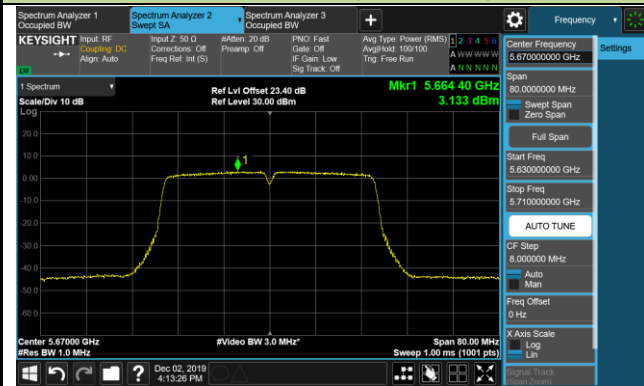 Spectrum Analyzer 1
Occupied BW
Spectrum Analyzer 2
Swept SA
Spectrum Analyzer 3
Occupied BW
+
Frequency
KEYSIGHT
Input: RF
Coupling: DC
Align: Auto
Input Z: 50 Ω
Corrections: Off
Freq Ref: Int (S)
#Atten: 20 dB
Preamp: Off
PNO: Fast
Gate: Off
IF Gain: Low
Sig Track: Off
Avg Type: Power (RMS)
Avg|Hold: 100/100
Trig: Free Run
1 2 3 4 5 6
A W W W W W
A N N N N N
1 Spectrum
Scale/Div 10 dB
Log
Ref Lvl Offset 23.40 dB
Ref Level 30.00 dBm
Mkr1 5.664 40 GHz
3.133 dBm
20.0
10.0
0.00
-10.0
-20.0
-30.0
-40.0
-50.0
-60.0
1
Center 5.67000 GHz
#Res BW 1.0 MHz
#Video BW 3.0 MHz*
Span 80.00 MHz
Sweep 1.00 ms (1001 pts)
Center Frequency
5.670000000 GHz
Settings
Span
80.0000000 MHz
Swept Span
Zero Span
Full Span
Start Freq
5.630000000 GHz
Stop Freq
5.710000000 GHz
AUTO TUNE
CF Step
8.000000 MHz
Auto
Man
Freq Offset
0 Hz
X Axis Scale
Log
Lin
Signal Track
(Span Zoom)
?
Dec 02, 2019
4:13:26 PM